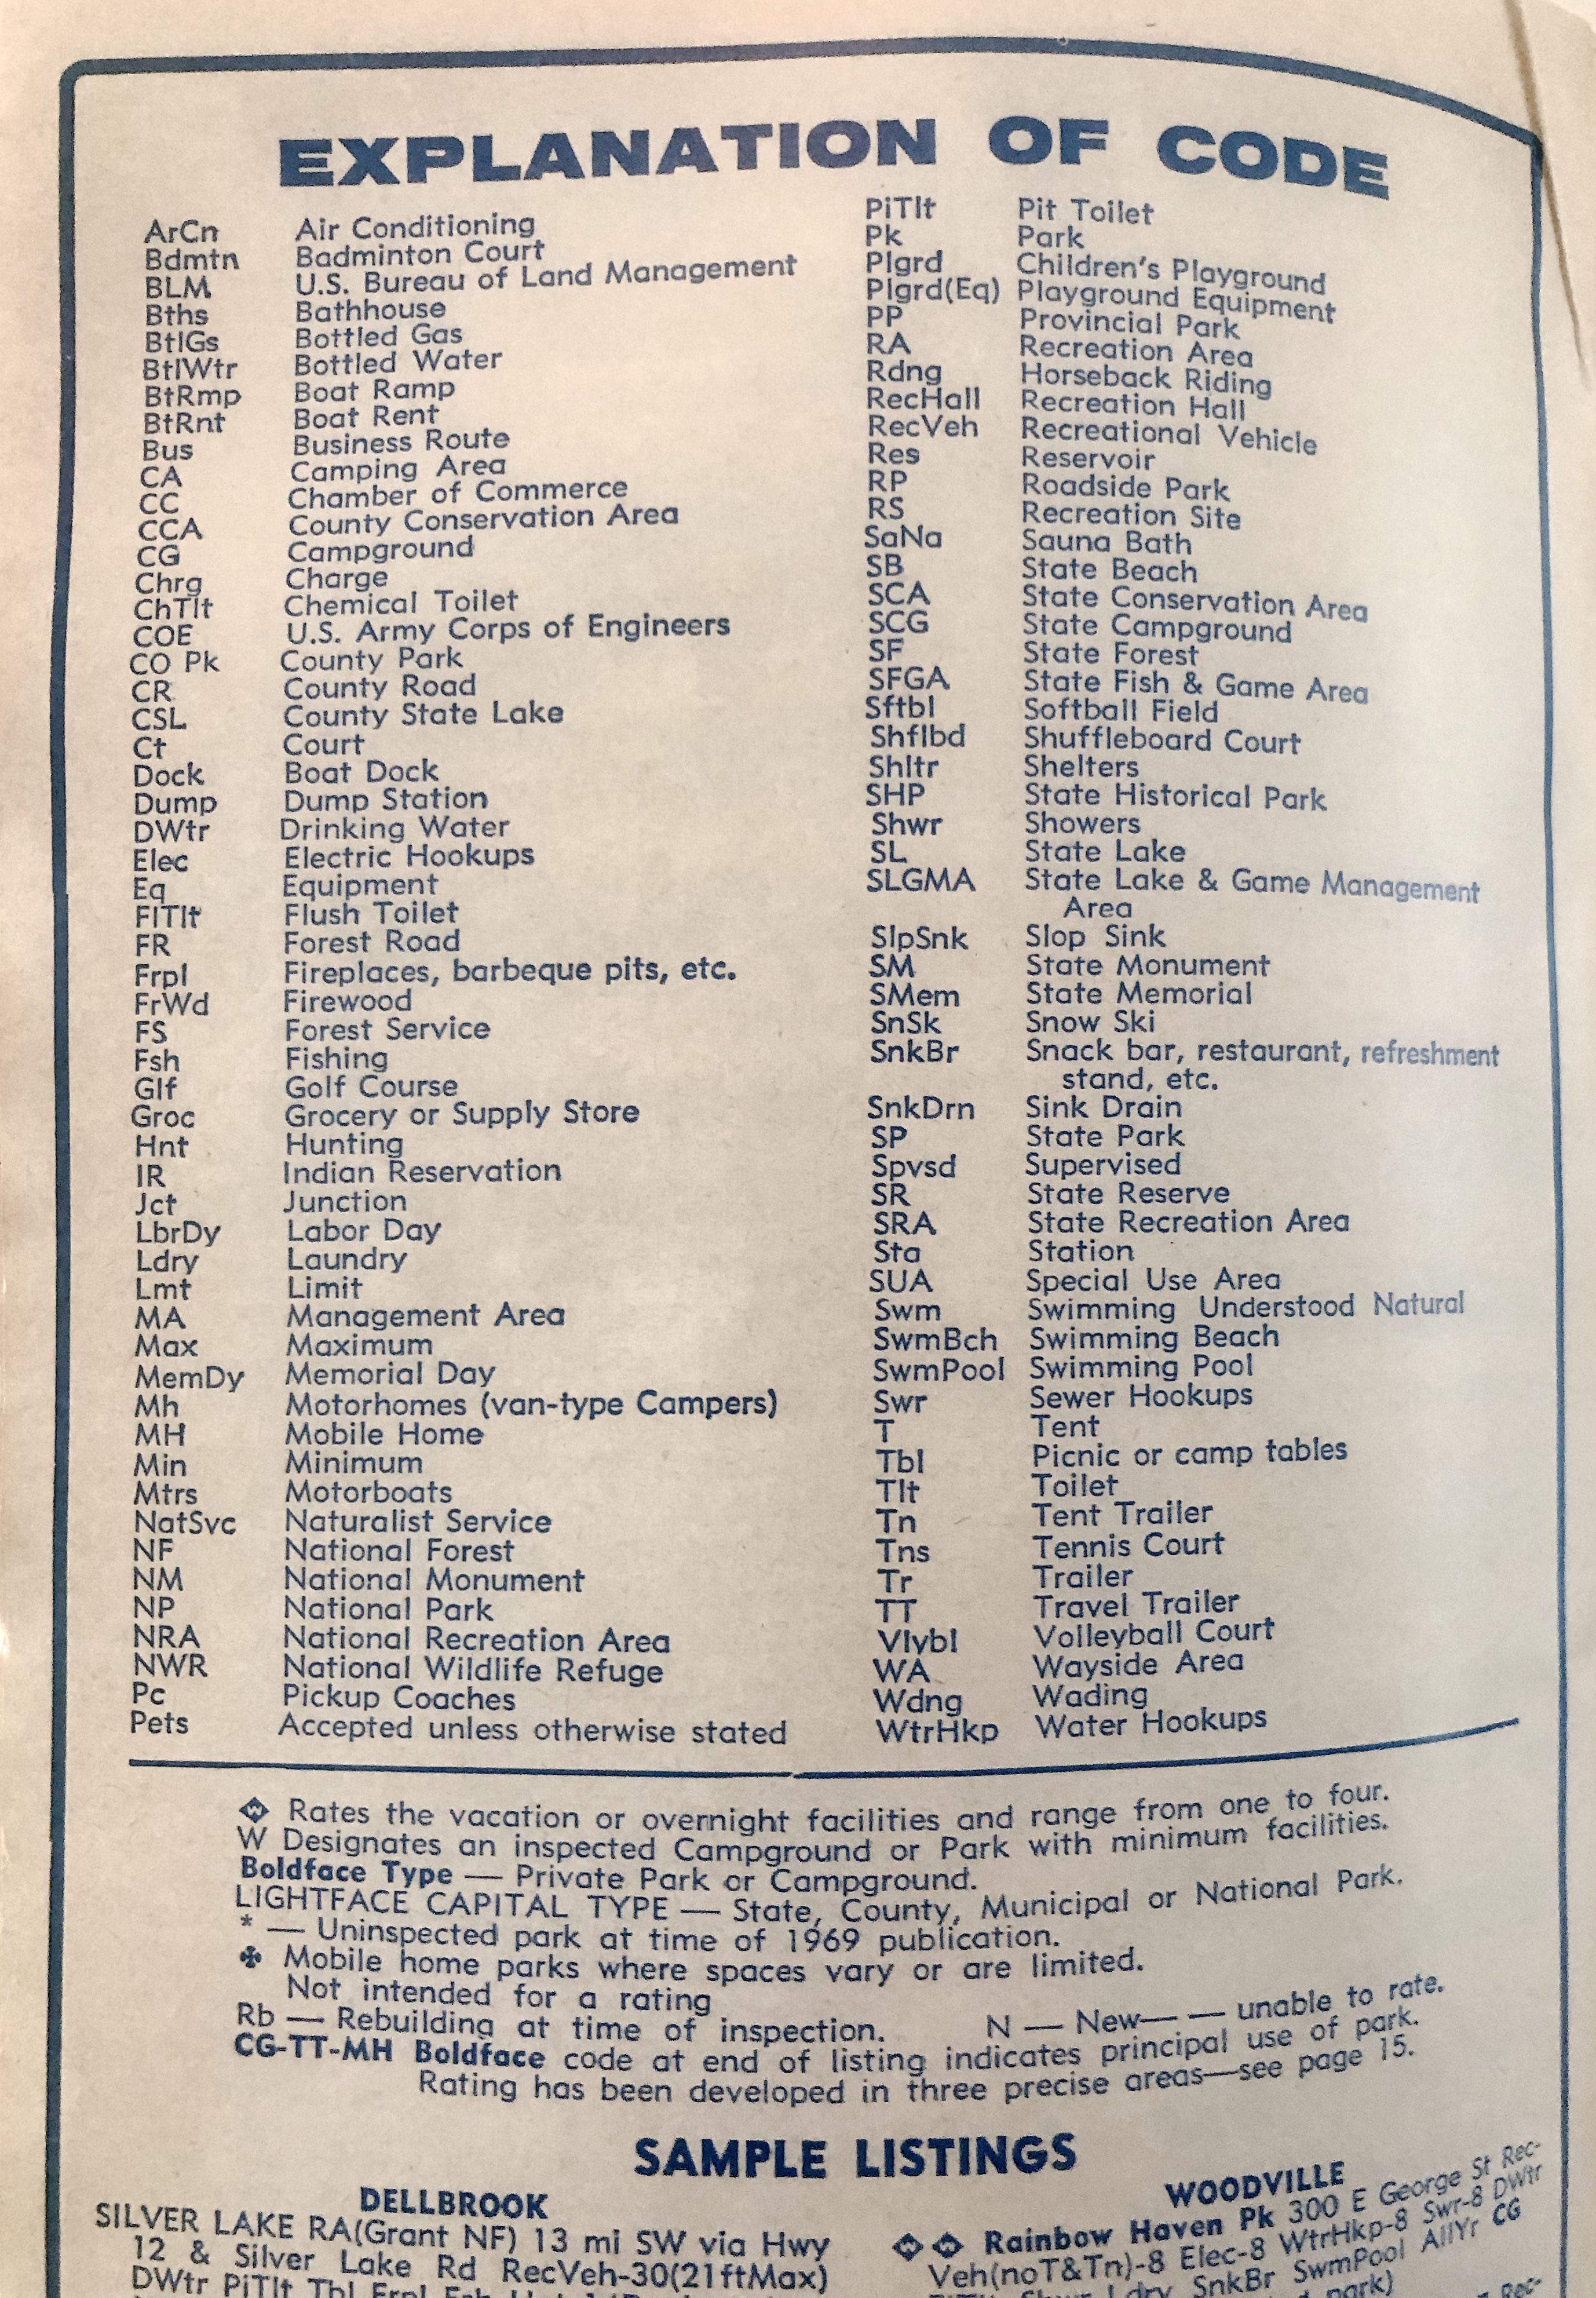 EXPLANATION OF CODE
ArCn Air Conditioning
Bdmtn Badminton Court
BLM U.S. Bureau of Land Management
Bths Bathhouse
BtlGs Bottled Gas
BtlWtr Bottled Water
BtRmp Boat Ramp
BtRnt Boat Rent
Bus Business Route
CA Camping Area
CC Chamber of Commerce
CCA County Conservation Area
CG Campground
Chrg Charge
ChTlt Chemical Toilet
COE U.S. Army Corps of Engineers
CO Pk County Park
CR County Road
CSL County State Lake
Ct Court
Dock Boat Dock
Dump Dump Station
DWtr Drinking Water
Elec Electric Hookups
Eq Equipment
FlTlt Flush Toilet
FR Forest Road
Frpl Fireplaces, barbeque pits, etc.
FrWd Firewood
FS Forest Service
Fsh Fishing
Glf Golf Course
Groc Grocery or Supply Store
Hnt Hunting
IR Indian Reservation
Jct Junction
LbrDy Labor Day
Ldry Laundry
Lmt Limit
MA Management Area
Max Maximum
MemDy Memorial Day
Mh Motorhomes (van-type Campers)
MH Mobile Home
Min Minimum
Mtrs Motorboats
NatSvc Naturalist Service
NF National Forest
NM National Monument
NP National Park
NRA National Recreation Area
NWR National Wildlife Refuge
Pc Pickup Coaches
Pets Accepted unless otherwise stated
PiTlt Pit Toilet
Pk Park
Plgrd Children's Playground
Plgrd(Eq) Playground Equipment
PP Provincial Park
RA Recreation Area
Rdng Horseback Riding
RecHall Recreation Hall
RecVeh Recreational Vehicle
Res Reservoir
RP Roadside Park
RS Recreation Site
SaNa Sauna Bath
SB State Beach
SCA State Conservation Area
SCG State Campground
SF State Forest
SFGA State Fish & Game Area
Sftbl Softball Field
Shflbd Shuffleboard Court
Shltr Shelters
SHP State Historical Park
Shwr Showers
SL State Lake
SLGMA State Lake & Game Management
Area
SlpSnk Slop Sink
SM State Monument
SMem State Memorial
SnSk Snow Ski
SnkBr Snack bar, restaurant, refreshment
stand, etc.
SnkDrn Sink Drain
SP State Park
Spvsd Supervised
SR State Reserve
SRA State Recreation Area
Sta Station
SUA Special Use Area
Swm Swimming Understood Natural
SwmBch Swimming Beach
SwmPool Swimming Pool
Swr Sewer Hookups
T Tent
Tbl Picnic or camp tables
Tlt Toilet
Tn Tent Trailer
Tns Tennis Court
Tr Trailer
TT Travel Trailer
Vlybl Volleyball Court
WA Wayside Area
Wdng Wading
WtrHkp Water Hookups
W Rates the vacation or overnight facilities and range from one to four.
W Designates an inspected Campground or Park with minimum facilities.
Boldface Type — Private Park or Campground.
LIGHTFACE CAPITAL TYPE — State, County, Municipal or National Park.
* — Uninspected park at time of 1969 publication.
✤ Mobile home parks where spaces vary or are limited.
Not intended for a rating
Rb — Rebuilding at time of inspection. N — New— — unable to rate.
CG-TT-MH Boldface code at end of listing indicates principal use of park.
Rating has been developed in three precise areas—see page 15.
SAMPLE LISTINGS
DELLBROOK
SILVER LAKE RA(Grant NF) 13 mi SW via Hwy
12 & Silver Lake Rd RecVeh-30(21ftMax)
DWtr PiTlt Tbl Frpl Fsh
WOODVILLE
Rainbow Haven Pk 300 E George St Rec-
Veh(noT&Tn)-8 Elec-8 WtrHkp-8 Swr-8 DWtr
FlTlt Shwr Ldry SnkBr SwmPool AllYr CG
park)
Rec-